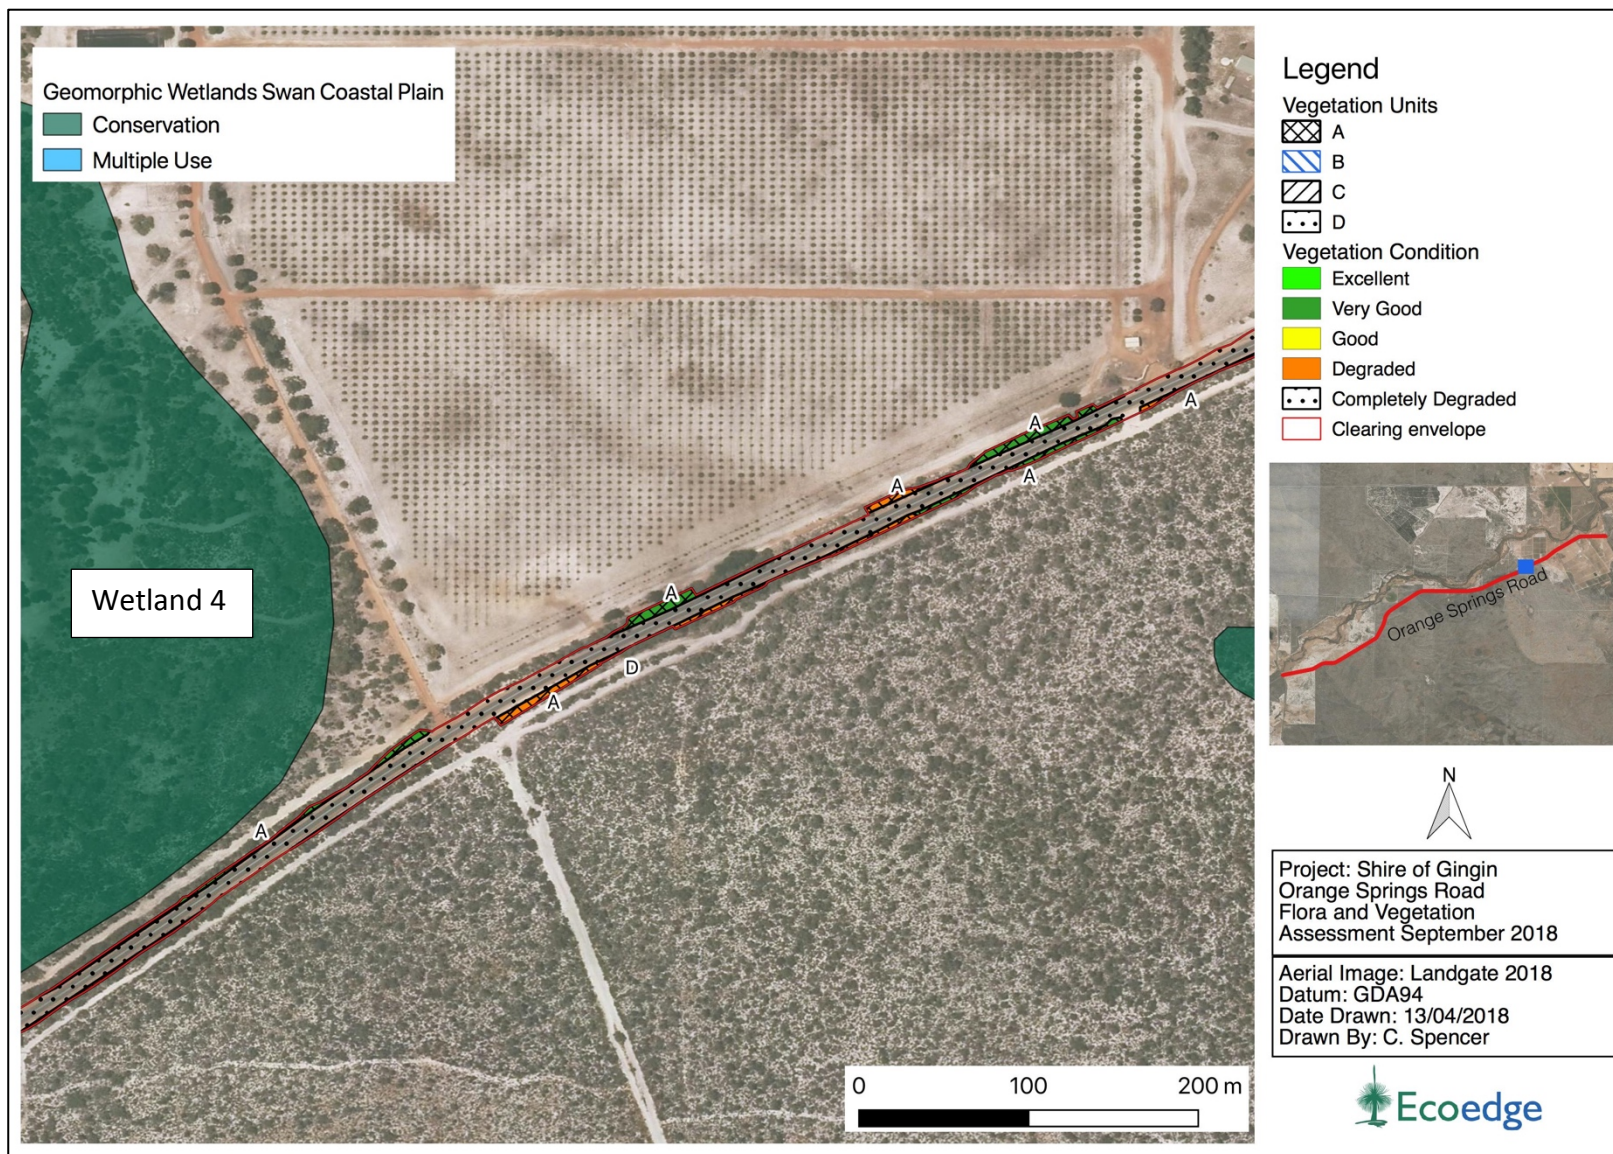 Geomorphic Wetlands Swan Coastal Plain
Conservation
Multiple Use
Wetland 4
A
A
A
A
A
A
D
A
A
0 100 200 m
Legend
Vegetation Units
A
B
C
D
Vegetation Condition
Excellent
Very Good
Good
Degraded
Completely Degraded
Clearing envelope
Orange Springs Road
N
Project: Shire of Gingin
Orange Springs Road
Flora and Vegetation
Assessment September 2018
Aerial Image: Landgate 2018
Datum: GDA94
Date Drawn: 13/04/2018
Drawn By: C. Spencer
Ecoedge